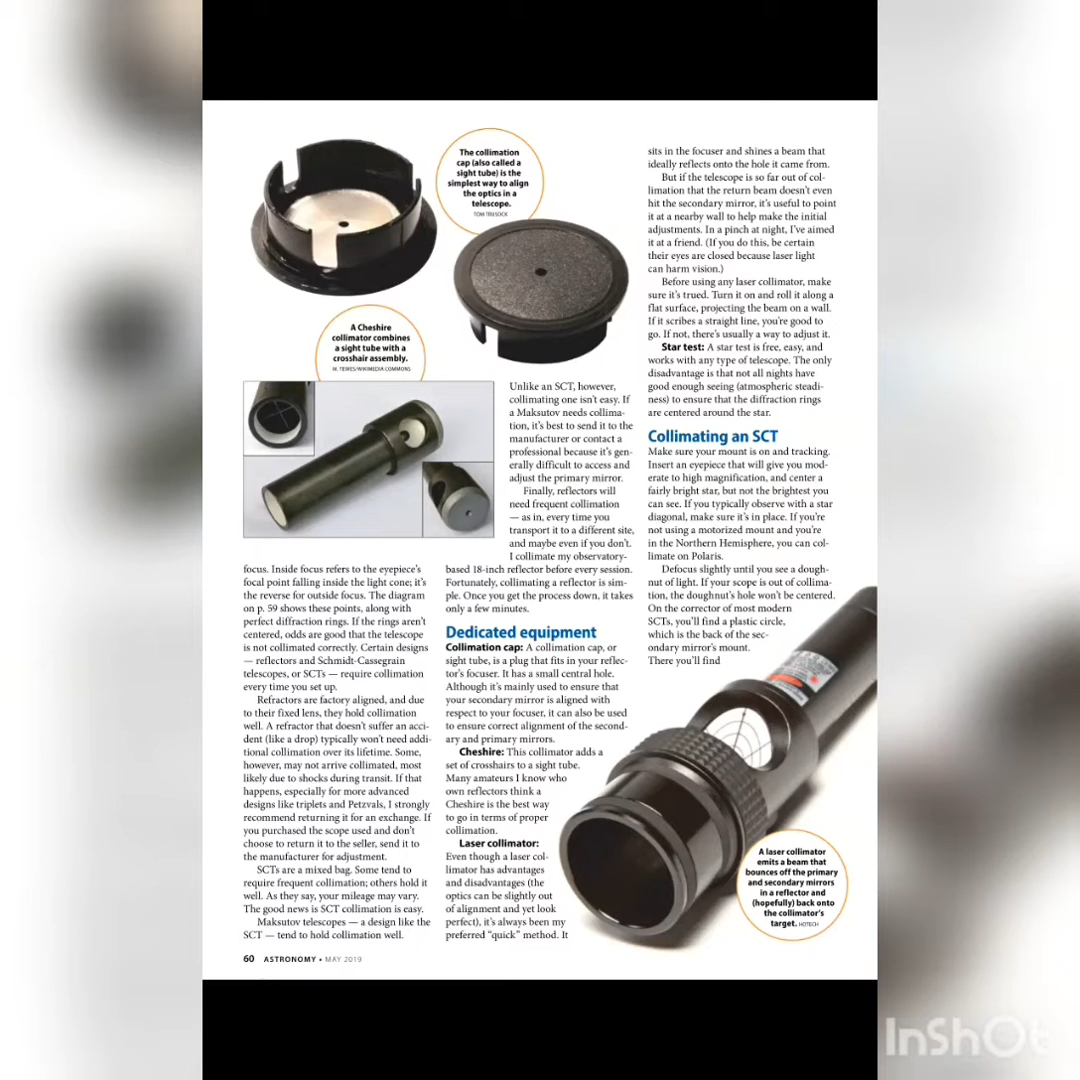 The collimation
cap (also called a
sight tube) is the
simplest way to align
the optics in a
telescope.
TOM TRUSOCK
A Cheshire
collimator combines
a sight tube with a
crosshair assembly.
M. TEWES/WIKIMEDIA COMMONS
focus. Inside focus refers to the eyepiece's
focal point falling inside the light cone; it's
the reverse for outside focus. The diagram
on p. 59 shows these points, along with
perfect diffraction rings. If the rings aren't
centered, odds are good that the telescope
is not collimated correctly. Certain designs
— reflectors and Schmidt-Cassegrain
telescopes, or SCTs — require collimation
every time you set up.
Refractors are factory aligned, and due
to their fixed lens, they hold collimation
well. A refractor that doesn't suffer an acci-
dent (like a drop) typically won't need addi-
tional collimation over its lifetime. Some,
however, may not arrive collimated, most
likely due to shocks during transit. If that
happens, especially for more advanced
designs like triplets and Petzvals, I strongly
recommend returning it for an exchange. If
you purchased the scope used and don't
choose to return it to the seller, send it to
the manufacturer for adjustment.
SCTs are a mixed bag. Some tend to
require frequent collimation; others hold it
well. As they say, your mileage may vary.
The good news is SCT collimation is easy.
Maksutov telescopes — a design like the
SCT — tend to hold collimation well.
Unlike an SCT, however,
collimating one isn't easy. If
a Maksutov needs collima-
tion, it's best to send it to the
manufacturer or contact a
professional because it's gen-
erally difficult to access and
adjust the primary mirror.
Finally, reflectors will
need frequent collimation
— as in, every time you
transport it to a different site,
and maybe even if you don't.
I collimate my observatory-
based 18-inch reflector before every session.
Fortunately, collimating a reflector is sim-
ple. Once you get the process down, it takes
only a few minutes.
Dedicated equipment
Collimation cap: A collimation cap, or
sight tube, is a plug that fits in your reflec-
tor's focuser. It has a small central hole.
Although it's mainly used to ensure that
your secondary mirror is aligned with
respect to your focuser, it can also be used
to ensure correct alignment of the second-
ary and primary mirrors.
Cheshire: This collimator adds a
set of crosshairs to a sight tube.
Many amateurs I know who
own reflectors think a
Cheshire is the best way
to go in terms of proper
collimation.
Laser collimator:
Even though a laser col-
limator has advantages
and disadvantages (the
optics can be slightly out
of alignment and yet look
perfect), it's always been my
preferred "quick" method. It
sits in the focuser and shines a beam that
ideally reflects onto the hole it came from.
But if the telescope is so far out of col-
limation that the return beam doesn't even
hit the secondary mirror, it's useful to point
it at a nearby wall to help make the initial
adjustments. In a pinch at night, I've aimed
it at a friend. (If you do this, be certain
their eyes are closed because laser light
can harm vision.)
Before using any laser collimator, make
sure it's trued. Turn it on and roll it along a
flat surface, projecting the beam on a wall.
If it scribes a straight line, you're good to
go. If not, there's usually a way to adjust it.
Star test: A star test is free, easy, and
works with any type of telescope. The only
disadvantage is that not all nights have
good enough seeing (atmospheric steadi-
ness) to ensure that the diffraction rings
are centered around the star.
Collimating an SCT
Make sure your mount is on and tracking.
Insert an eyepiece that will give you mod-
erate to high magnification, and center a
fairly bright star, but not the brightest you
can see. If you typically observe with a star
diagonal, make sure it's in place. If you're
not using a motorized mount and you're
in the Northern Hemisphere, you can col-
limate on Polaris.
Defocus slightly until you see a dough-
nut of light. If your scope is out of collima-
tion, the doughnut's hole won't be centered.
On the corrector of most modern
SCTs, you'll find a plastic circle,
which is the back of the sec-
ondary mirror's mount.
There you'll find
A laser collimator
emits a beam that
bounces off the primary
and secondary mirrors
in a reflector and
(hopefully) back onto
the collimator's
target. HOTECH
60 ASTRONOMY • MAY 2019
InShOt